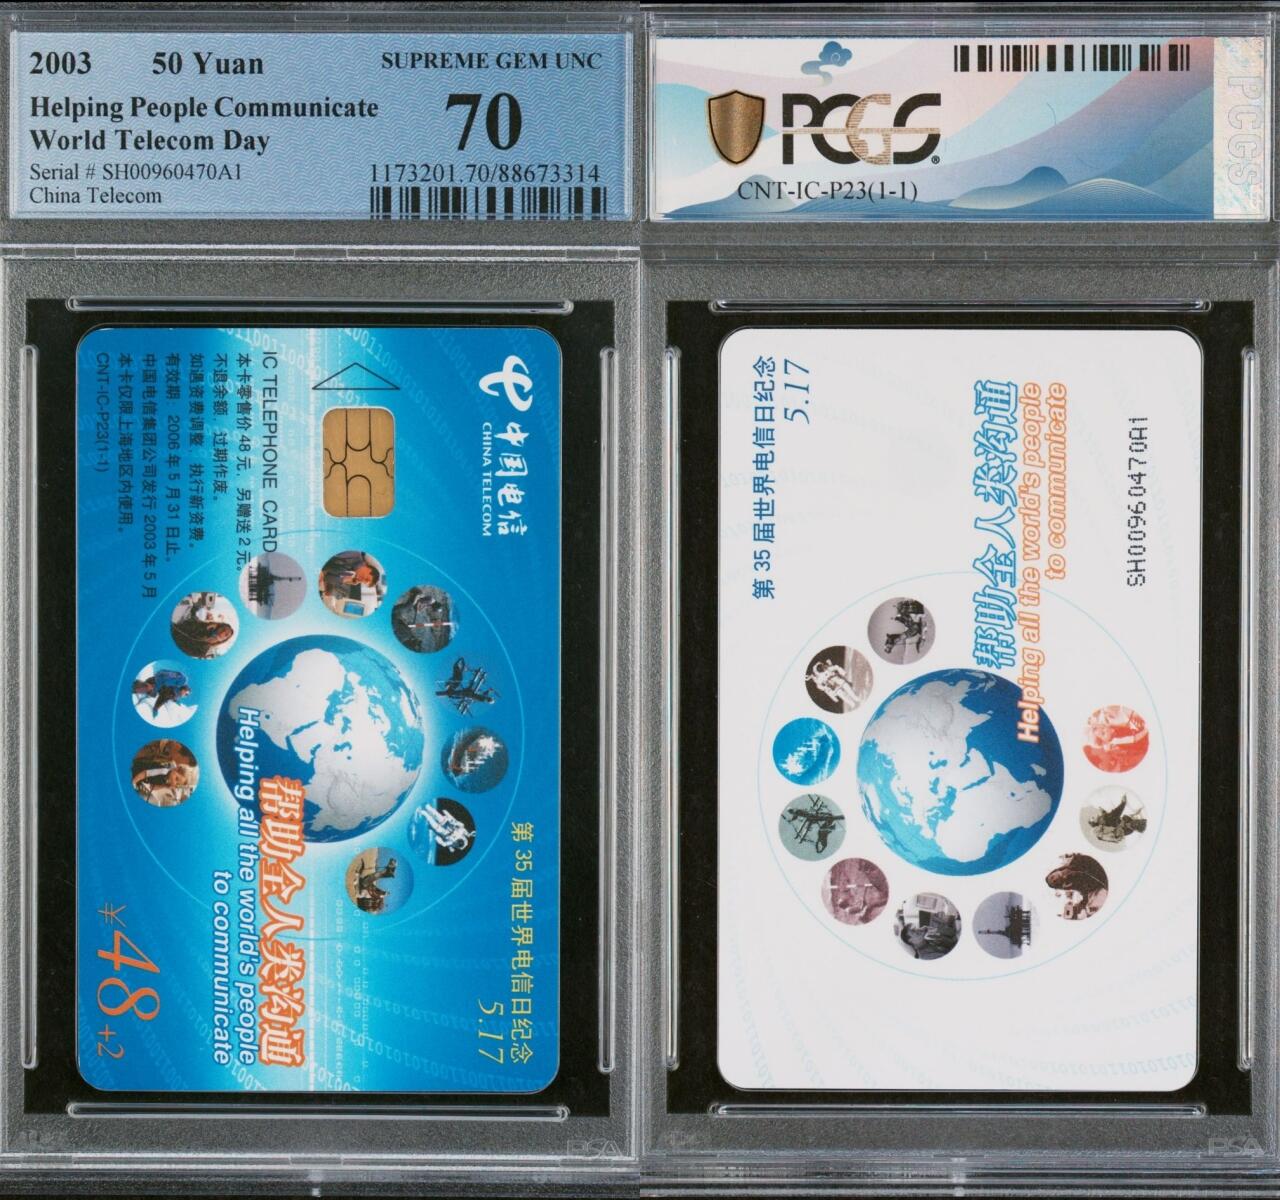 2003 50 Yuan
SUPREME GEM UNC
Helping People Communicate
World Telecom Day
70
Serial # SH00960470A1
China Telecom
1173201.70/88673314
PCGS
CNT-IC-P23(1-1)
PCGS
中国电信
CHINA TELECOM
IC TELEPHONE CARD
本卡零售价48元，另赠送2元。
不退余额，过期作废。
如遇资费调整，执行新资费。
有效期：2006年5月31日止。
中国电信集团公司发行 2003年5月
本卡仅限上海地区内使用。
CNT-IC-P23(1-1)
第35届世界电信日纪念
5.17
帮助全人类沟通
Helping all the world's people
to communicate
¥48+2
第35届世界电信日纪念
5.17
帮助全人类沟通
Helping all the world's people
to communicate
SH00960470A1
PSA
PSA